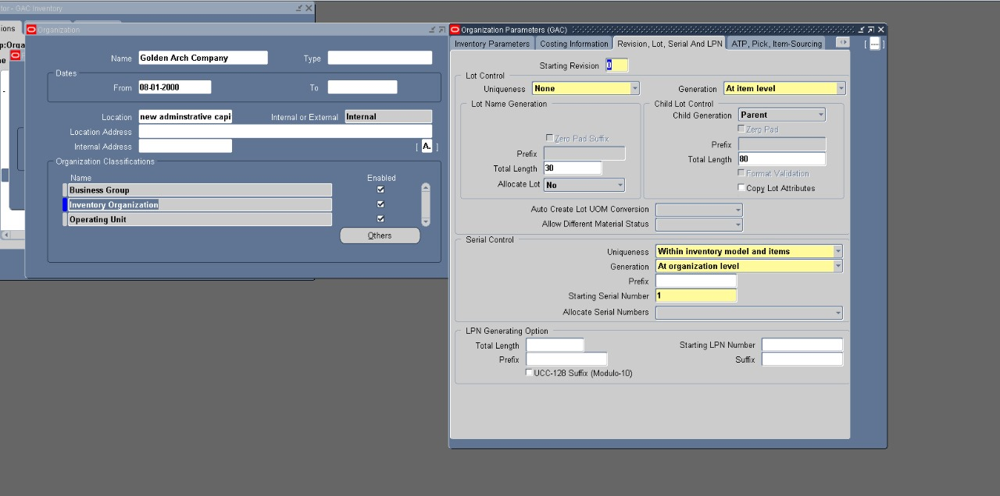 tor - GAC Inventory
ions
p:Orga
Organization
Name Golden Arch Company Type
Dates
From 08-01-2000 To
Location new adminstrative capi Internal or External Internal
Location Address
Internal Address [ A. ]
Organization Classifications
Name Enabled
Business Group
Inventory Organization
Operating Unit
Others
Organization Parameters (GAC)
Inventory Parameters Costing Information Revision, Lot, Serial And LPN ATP, Pick, Item-Sourcing
Starting Revision 0
Lot Control
Uniqueness None Generation At item level
Lot Name Generation Child Lot Control
Child Generation Parent
Zero Pad Suffix Zero Pad
Prefix Prefix
Total Length 30 Total Length 80
Format Validation
Allocate Lot No Copy Lot Attributes
Auto Create Lot UOM Conversion
Allow Different Material Status
Serial Control
Uniqueness Within inventory model and items
Generation At organization level
Prefix
Starting Serial Number 1
Allocate Serial Numbers
LPN Generating Option
Total Length Starting LPN Number
Prefix Suffix
UCC-128 Suffix (Modulo-10)